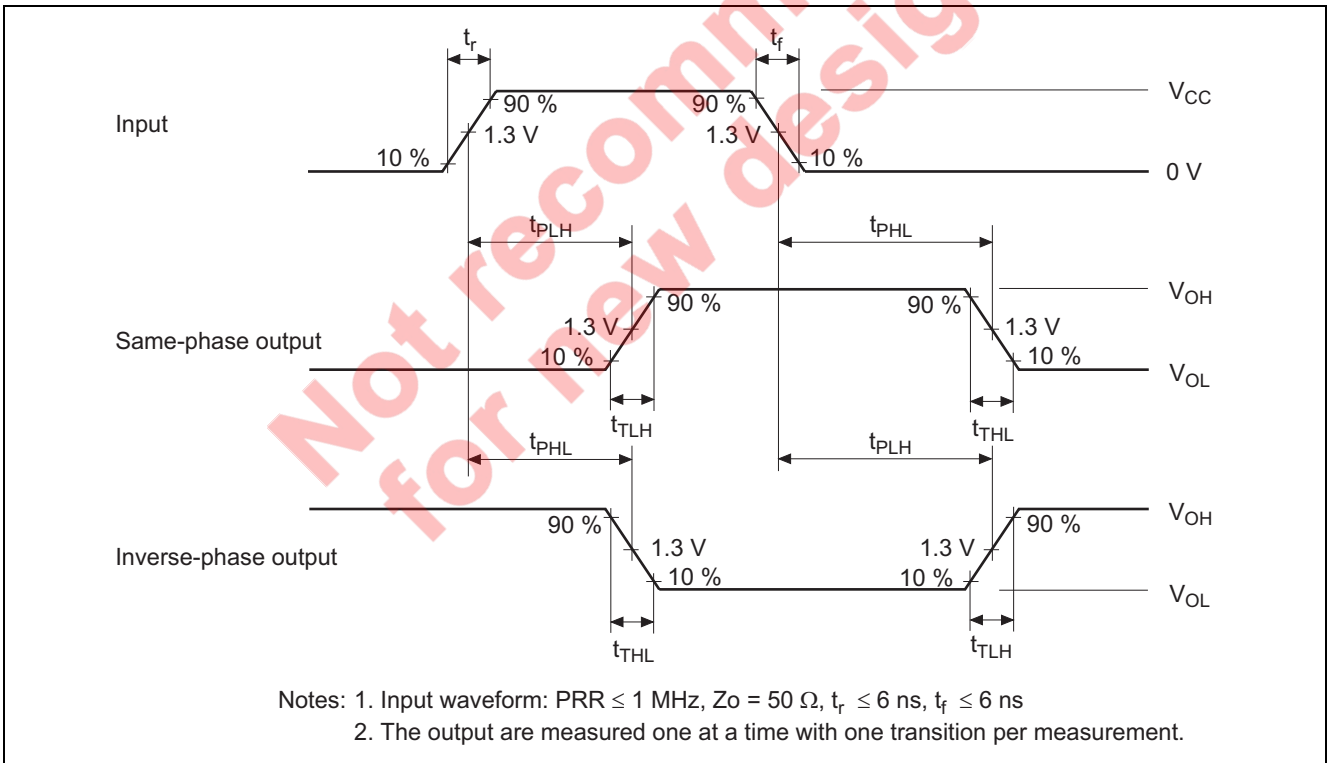 Not recomm
for new desig
tr tf
90 % 90 % VCC
Input 1.3 V 1.3 V
10 % 10 % 0 V
tPLH tPHL
90 % 90 % VOH
Same-phase output 1.3 V 1.3 V
10 % 10 % VOL
tTLH tTHL
tPHL tPLH
90 % 90 % VOH
Inverse-phase output 1.3 V 1.3 V
10 % 10 % VOL
tTHL tTLH
Notes: 1. Input waveform: PRR ≤ 1 MHz, Zo = 50 Ω, tr ≤ 6 ns, tf ≤ 6 ns
2. The output are measured one at a time with one transition per measurement.